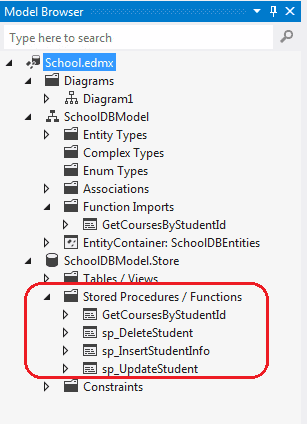 Model Browser
Type here to search
School.edmx
Diagrams
Diagram1
SchoolDBModel
Entity Types
Complex Types
Enum Types
Associations
Function Imports
GetCoursesByStudentId
EntityContainer: SchoolDBEntities
SchoolDBModel.Store
Tables / Views
Stored Procedures / Functions
GetCoursesByStudentId
sp_DeleteStudent
sp_InsertStudentInfo
sp_UpdateStudent
Constraints